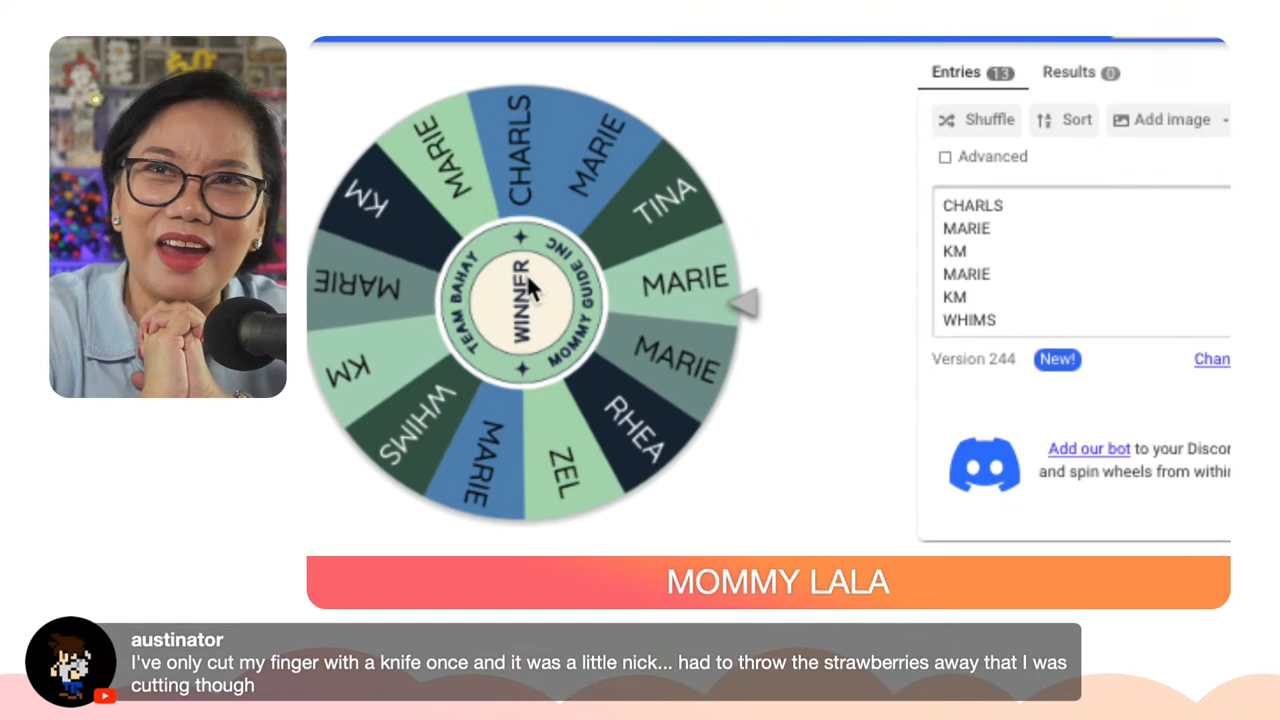 CHARLS
MARIE
TINA
MARIE
MARIE
RHEA
ZEL
MARIE
WHIMS
KM
MARIE
KM
MARIE
TEAM BAHAY
MOMMY GUIDE INC
WINNER
Entries 13
Results 0
Shuffle
Sort
Add image
Advanced
CHARLS
MARIE
KM
MARIE
KM
WHIMS
Version 244
New!
Chan
Add our bot to your Discor
and spin wheels from within
MOMMY LALA
austinator
I've only cut my finger with a knife once and it was a little nick... had to throw the strawberries away that I was
cutting though